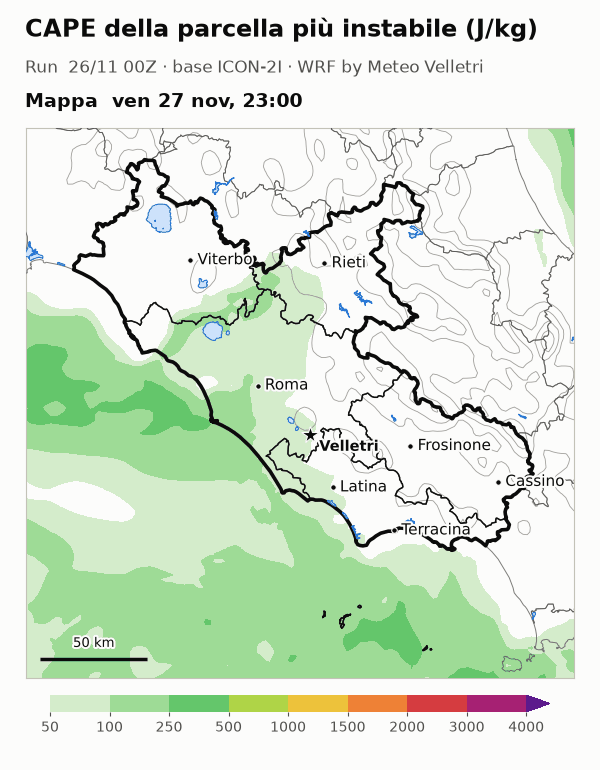 CAPE della parcella più instabile (J/kg)
Run  26/11 00Z · base ICON-2I · WRF by Meteo Velletri
Mappa  ven 27 nov, 23:00
Viterbo
Rieti
Roma
Velletri
Frosinone
Cassino
Latina
Terracina
50 km
50 100 250 500 1000 1500 2000 3000 4000